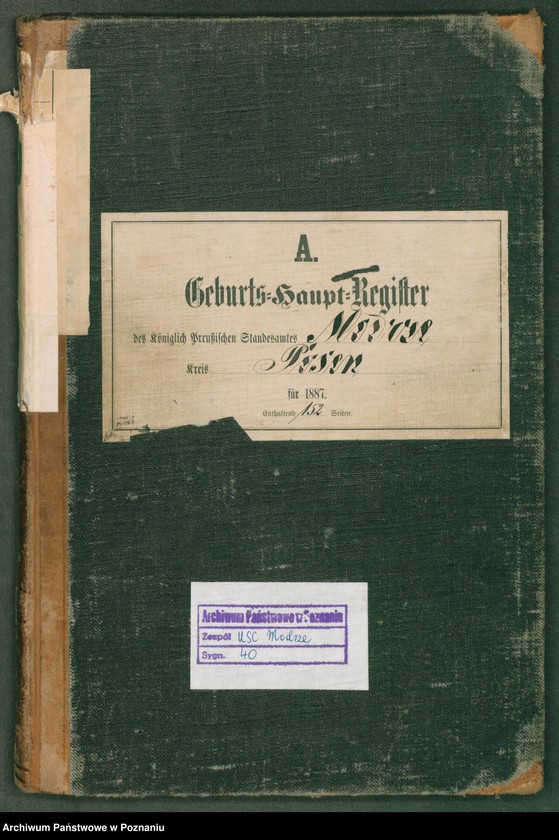 A.
Geburts-Haupt-Register
des Königlich Preußischen Standesamtes Modrze
Kreis Posen
für 1887.
Enthaltend 152 Seiten.
Archiwum Państwowe w Poznaniu
Zespół USC Modrze
Sygn. 40
Archiwum Państwowe w Poznaniu